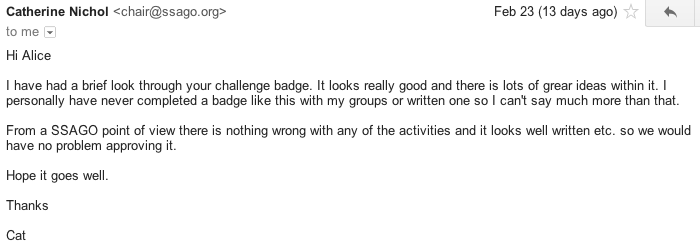 Catherine Nichol <chair@ssago.org> Feb 23 (13 days ago)
to me
Hi Alice
I have had a brief look through your challenge badge. It looks really good and there is lots of grear ideas within it. I
personally have never completed a badge like this with my groups or written one so I can't say much more than that.
From a SSAGO point of view there is nothing wrong with any of the activities and it looks well written etc. so we would
have no problem approving it.
Hope it goes well.
Thanks
Cat